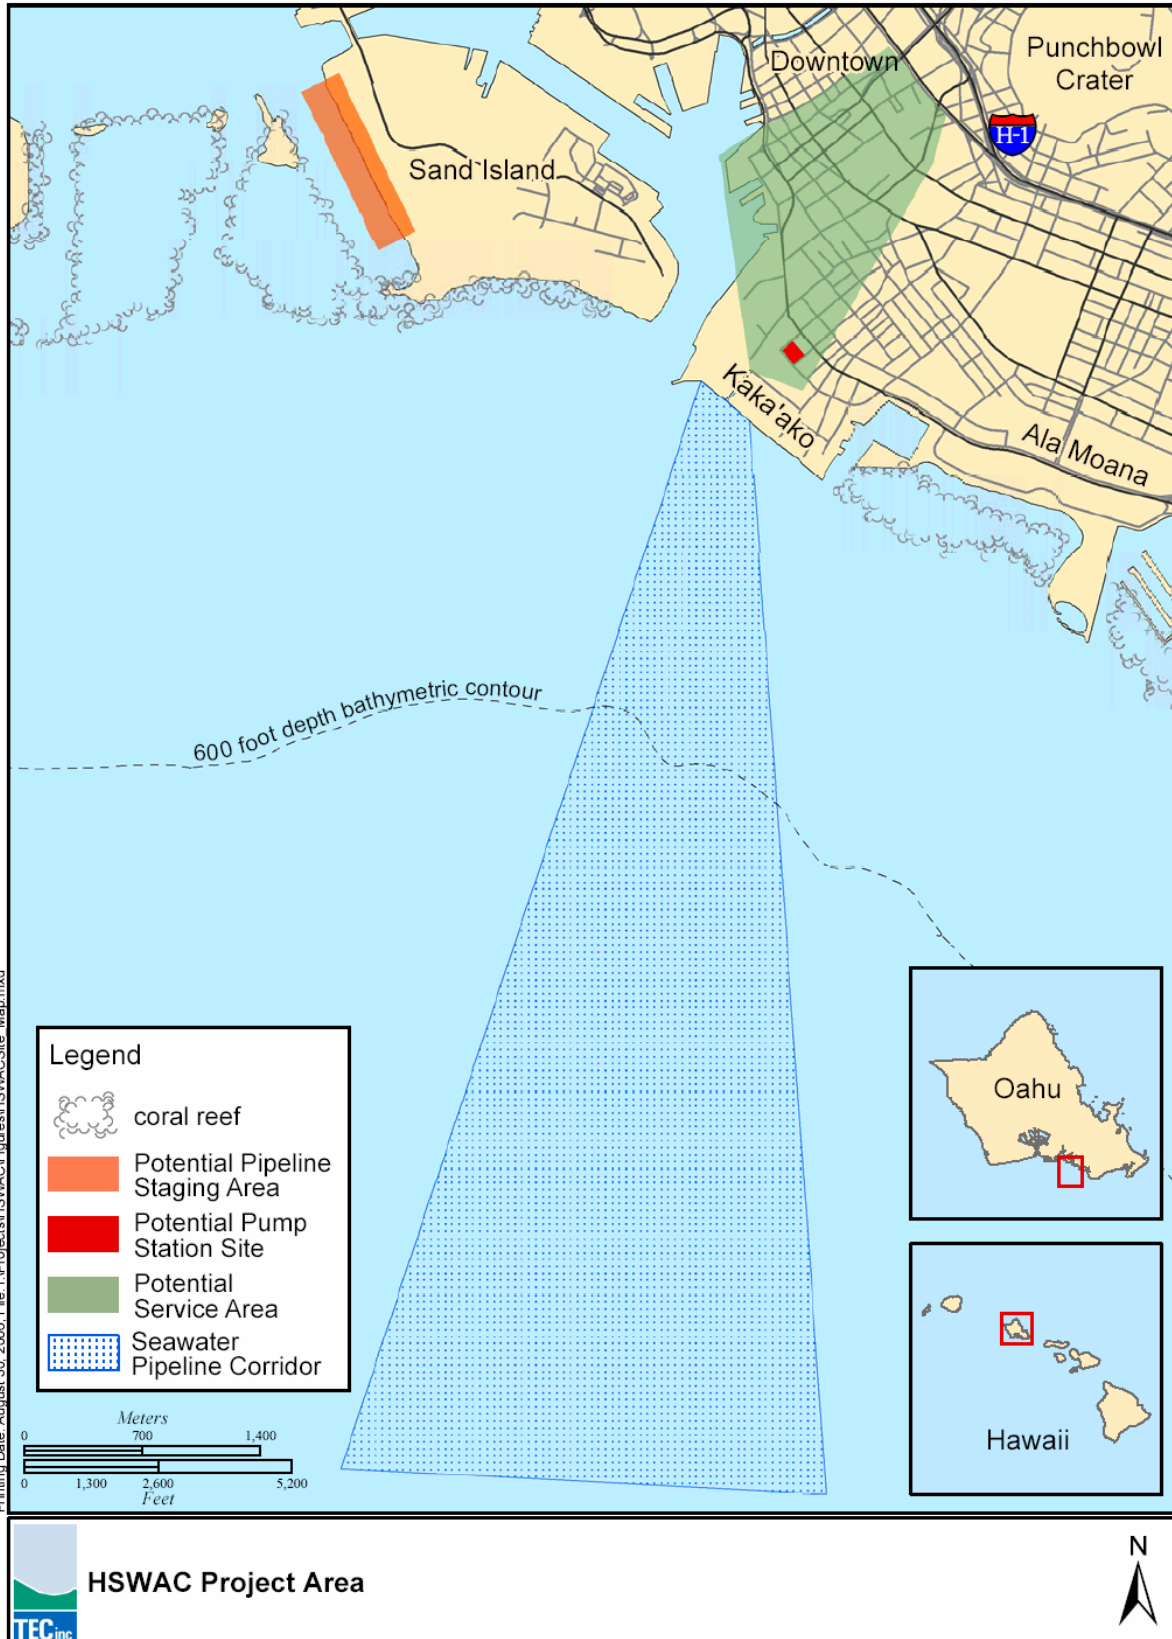 Downtown
Punchbowl
Crater
H-1
Sand Island
Kaka'ako
Ala Moana
600 foot depth bathymetric contour
Legend
coral reef
Potential Pipeline
Staging Area
Potential Pump
Station Site
Potential
Service Area
Seawater
Pipeline Corridor
Oahu
Hawaii
Meters
0 700 1,400
0 1,300 2,600 5,200
Feet
HSWAC Project Area
TEC inc
N